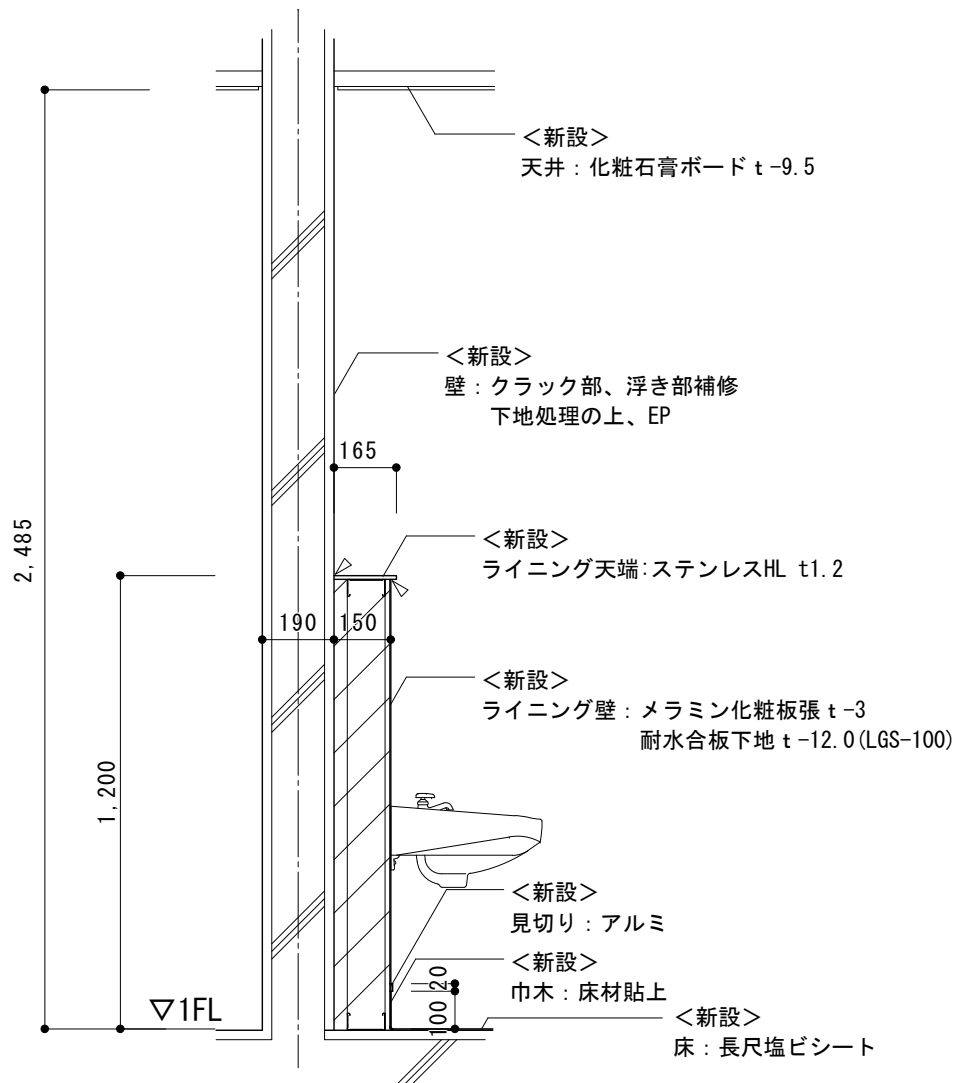 ＜新設＞
天井：化粧石膏ボードｔ-9.5
＜新設＞
壁：クラック部、浮き部補修
下地処理の上、EP
165
2,485
＜新設＞
ライニング天端:ステンレスHL t1.2
190
150
＜新設＞
ライニング壁：メラミン化粧板張ｔ-3
耐水合板下地ｔ-12.0(LGS-100)
1,200
＜新設＞
見切り：アルミ
20
＜新設＞
巾木：床材貼上
100
▽1FL
＜新設＞
床：長尺塩ビシート